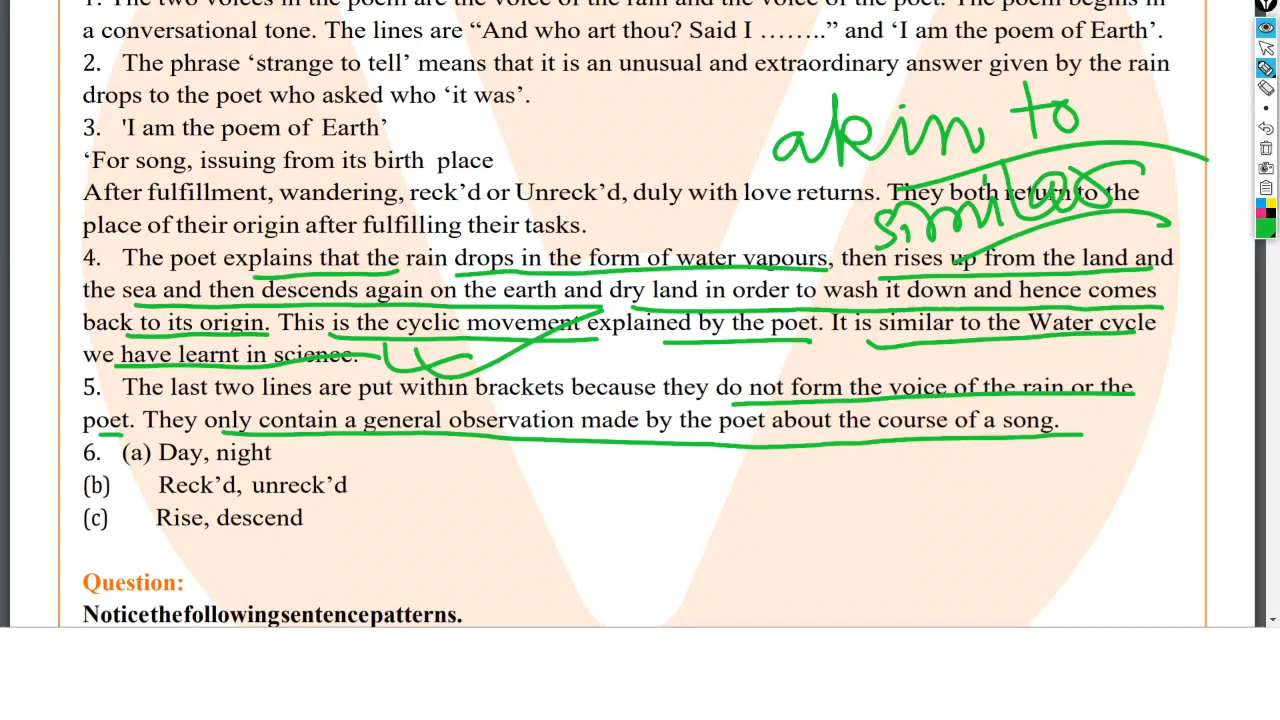 1. The two voices in the poem are the voice of the rain and the voice of the poet. The poem begins in
a conversational tone. The lines are “And who art thou? Said I ……..” and ‘I am the poem of Earth’.
2. The phrase ‘strange to tell’ means that it is an unusual and extraordinary answer given by the rain
drops to the poet who asked who ‘it was’.
akin to
3. 'I am the poem of Earth’
‘For song, issuing from its birth place
After fulfillment, wandering, reck’d or Unreck’d, duly with love returns. They both return to the
similar
place of their origin after fulfilling their tasks.
4. The poet explains that the rain drops in the form of water vapours, then rises up from the land and
the sea and then descends again on the earth and dry land in order to wash it down and hence comes
back to its origin. This is the cyclic movement explained by the poet. It is similar to the Water cycle
we have learnt in science.
5. The last two lines are put within brackets because they do not form the voice of the rain or the
poet. They only contain a general observation made by the poet about the course of a song.
6. (a) Day, night
(b) Reck’d, unreck’d
(c) Rise, descend
Question:
Noticethefollowingsentencepatterns.